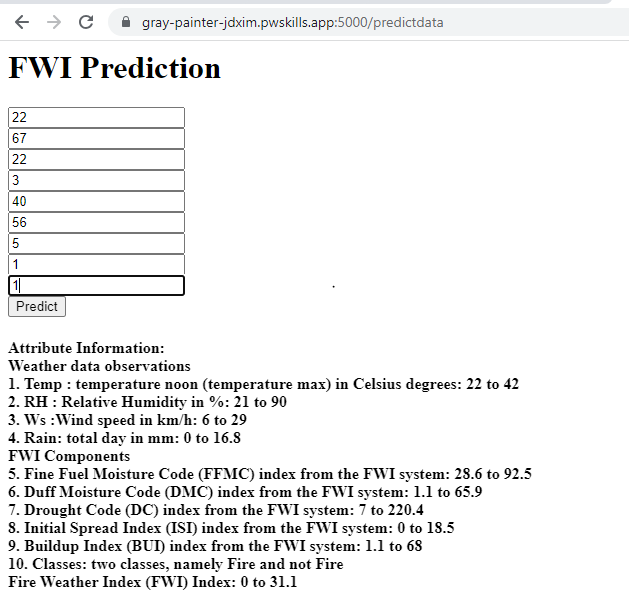 gray-painter-jdxim.pwskills.app:5000/predictdata
FWI Prediction
22
67
22
3
40
56
5
1
1
Predict
Attribute Information:
Weather data observations
1. Temp : temperature noon (temperature max) in Celsius degrees: 22 to 42
2. RH : Relative Humidity in %: 21 to 90
3. Ws :Wind speed in km/h: 6 to 29
4. Rain: total day in mm: 0 to 16.8
FWI Components
5. Fine Fuel Moisture Code (FFMC) index from the FWI system: 28.6 to 92.5
6. Duff Moisture Code (DMC) index from the FWI system: 1.1 to 65.9
7. Drought Code (DC) index from the FWI system: 7 to 220.4
8. Initial Spread Index (ISI) index from the FWI system: 0 to 18.5
9. Buildup Index (BUI) index from the FWI system: 1.1 to 68
10. Classes: two classes, namely Fire and not Fire
Fire Weather Index (FWI) Index: 0 to 31.1